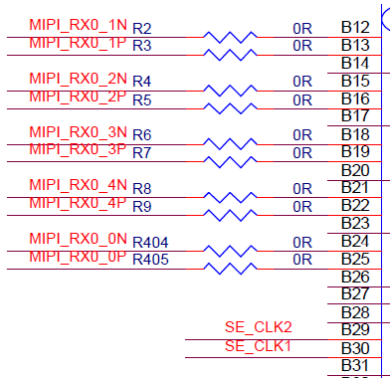 MIPI_RX0_1N R2 0R B12
MIPI_RX0_1P R3 0R B13
B14
MIPI_RX0_2N R4 0R B15
MIPI_RX0_2P R5 0R B16
B17
MIPI_RX0_3N R6 0R B18
MIPI_RX0_3P R7 0R B19
B20
MIPI_RX0_4N R8 0R B21
MIPI_RX0_4P R9 0R B22
B23
MIPI_RX0_0N R404 0R B24
MIPI_RX0_0P R405 0R B25
B26
B27
B28
SE_CLK2 B29
SE_CLK1 B30
B31